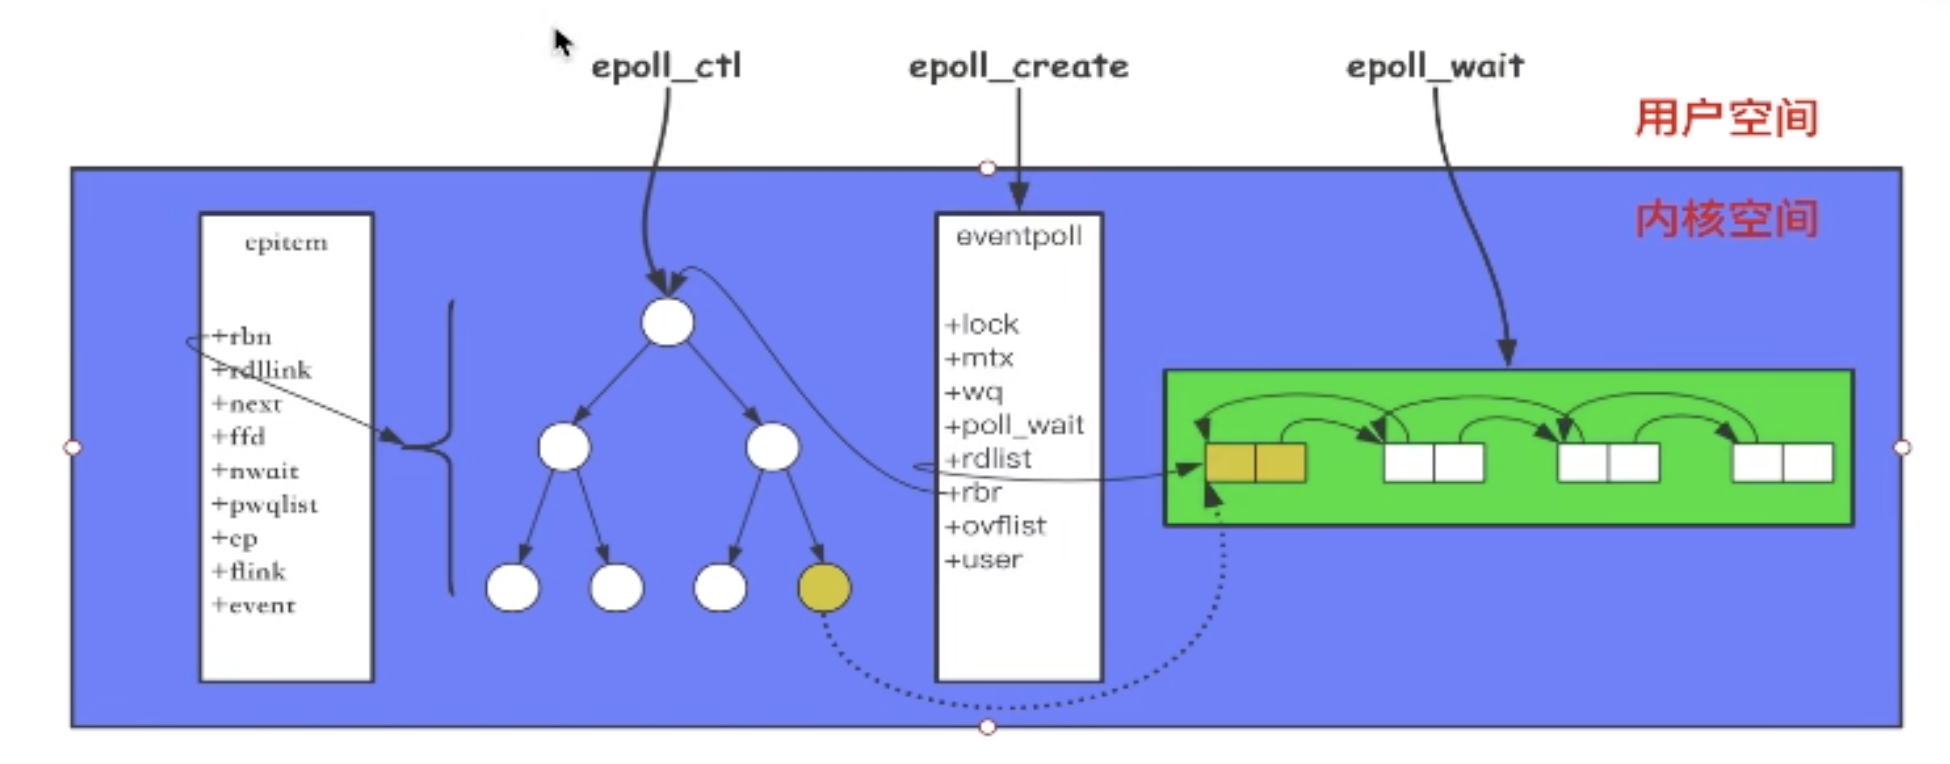 epoll_ctl
epoll_create
epoll_wait
用户空间
内核空间
epitem
+rbn
+rdllink
+next
+ffd
+nwait
+pwqlist
+ep
+flink
+event
eventpoll
+lock
+mtx
+wq
+poll_wait
+rdlist
+rbr
+ovflist
+user